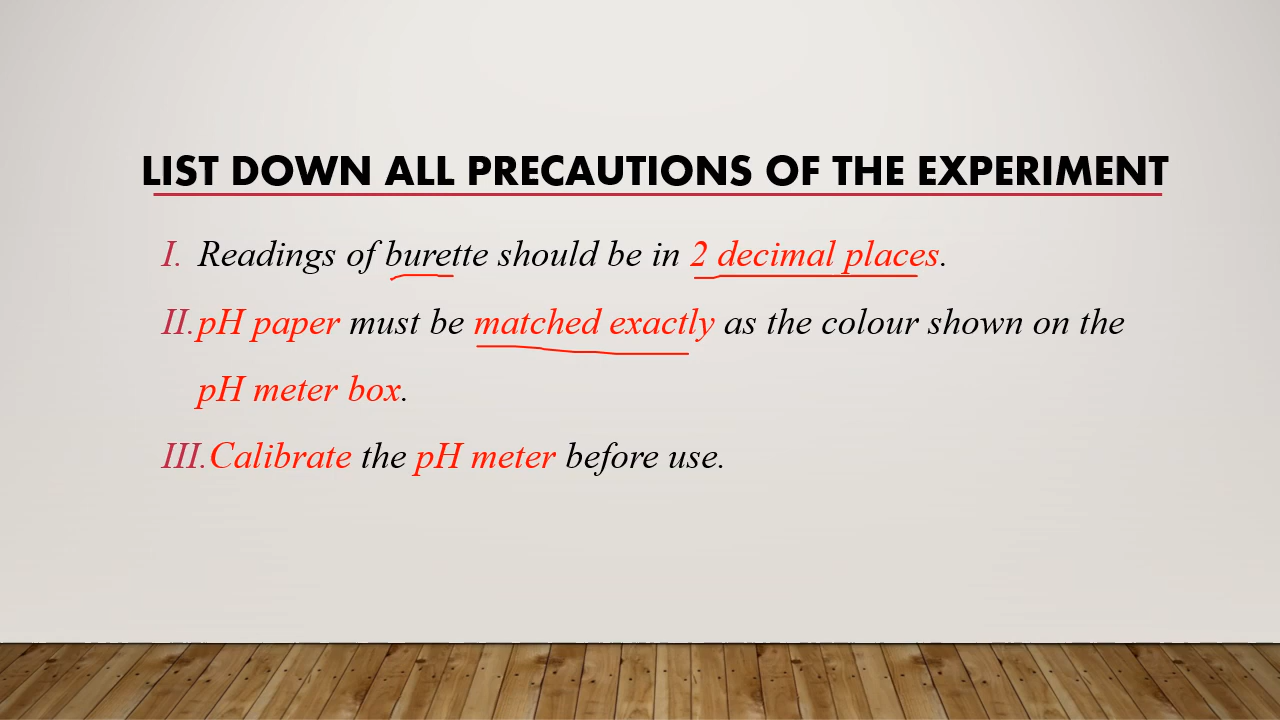 LIST DOWN ALL PRECAUTIONS OF THE EXPERIMENT
I. Readings of burette should be in 2 decimal places.
II. pH paper must be matched exactly as the colour shown on the
pH meter box.
III. Calibrate the pH meter before use.